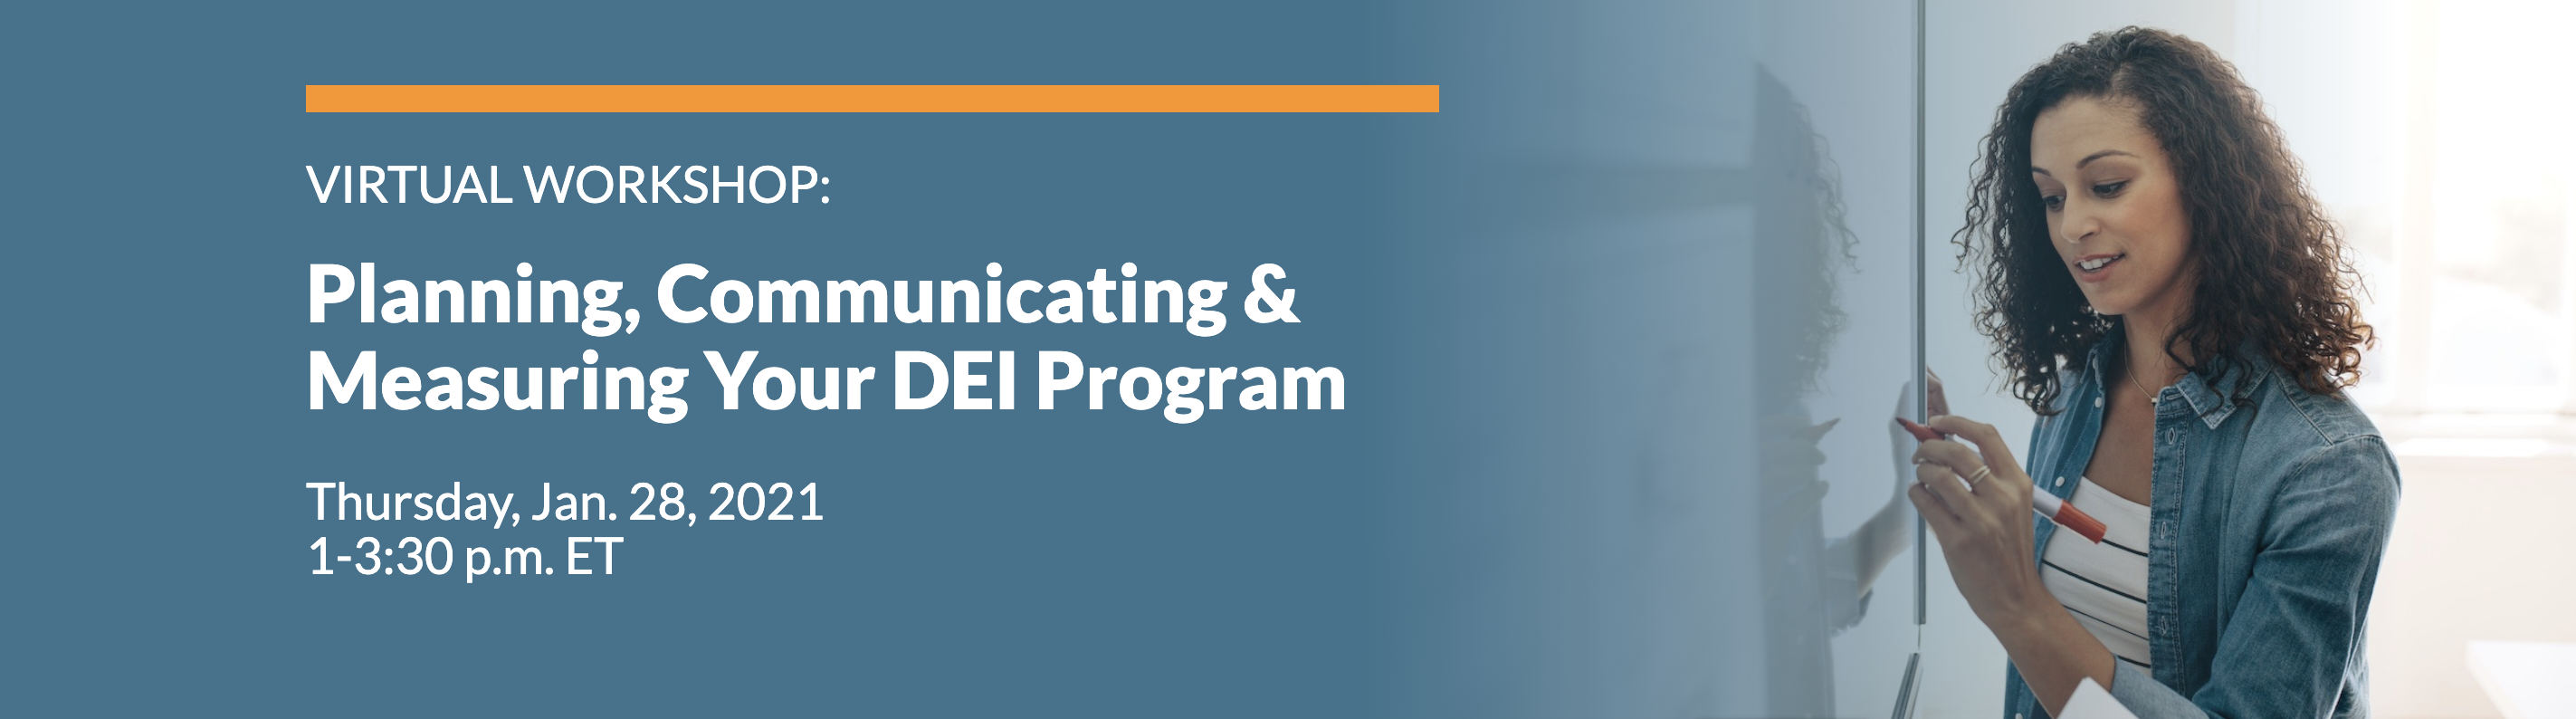 VIRTUAL WORKSHOP:
Planning, Communicating &
Measuring Your DEI Program
Thursday, Jan. 28, 2021
1-3:30 p.m. ET